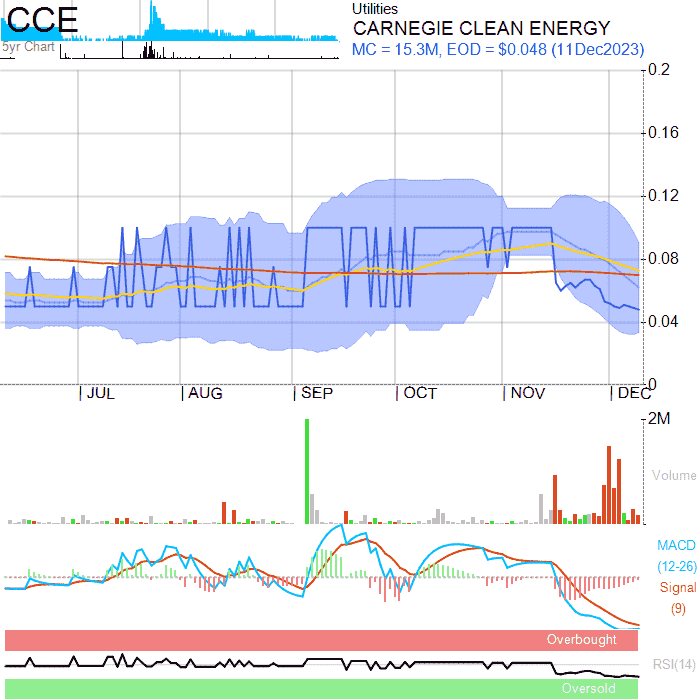 CCE
5yr Chart
Utilities
CARNEGIE CLEAN ENERGY
MC = 15.3M, EOD = $0.048 (11Dec2023)
0.2
0.16
0.12
0.08
0.04
0
JUL AUG SEP OCT NOV DEC
2M
Volume
MACD
(12-26)
Signal
(9)
Overbought
RSI(14)
Oversold